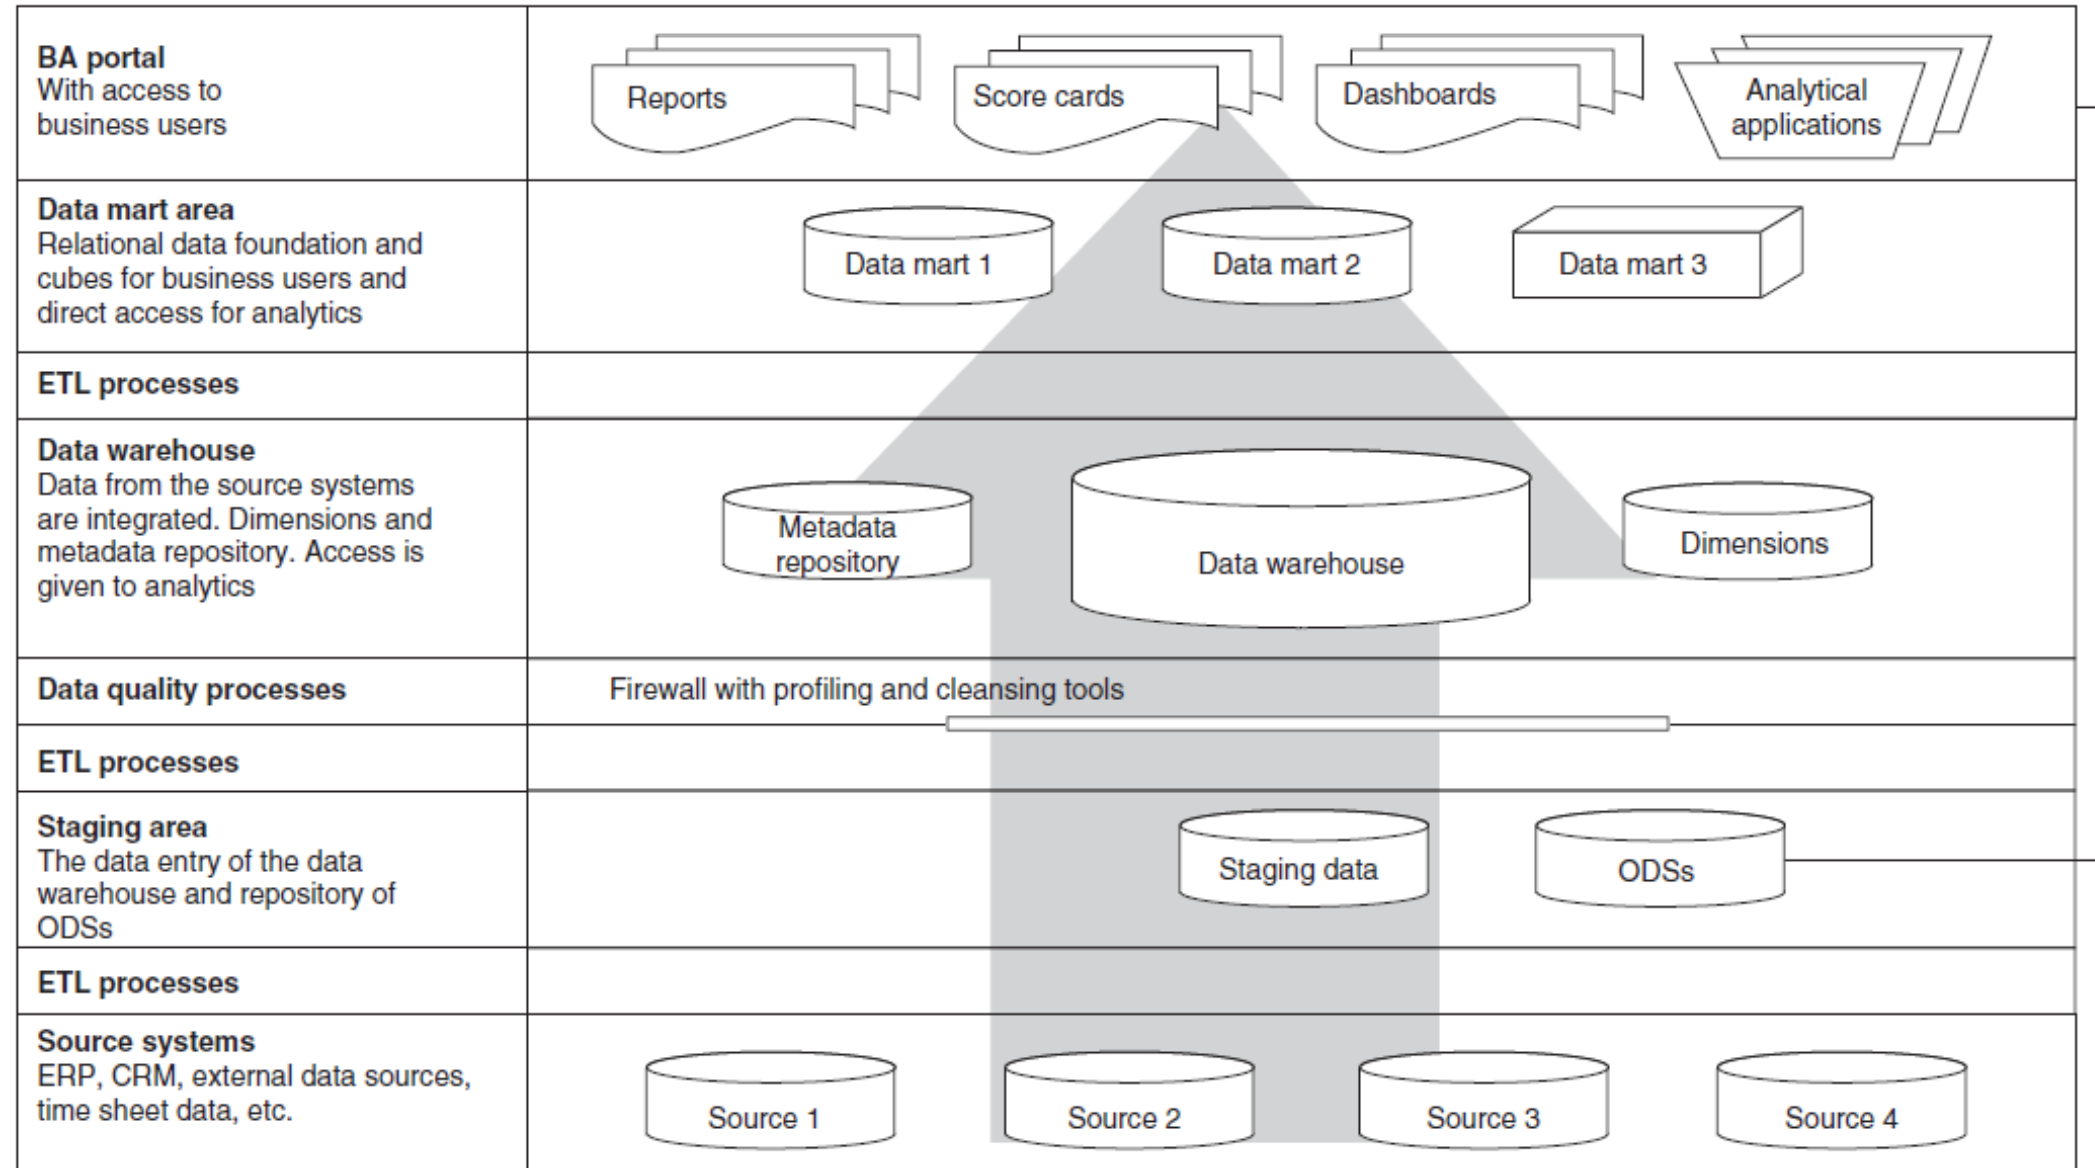 BA portal
With access to
business users
Reports
Score cards
Dashboards
Analytical
applications
Data mart area
Relational data foundation and
cubes for business users and
direct access for analytics
Data mart 1
Data mart 2
Data mart 3
ETL processes
Data warehouse
Data from the source systems
are integrated. Dimensions and
metadata repository. Access is
given to analytics
Metadata
repository
Data warehouse
Dimensions
Data quality processes
Firewall with profiling and cleansing tools
ETL processes
Staging area
The data entry of the data
warehouse and repository of
ODSs
Staging data
ODSs
ETL processes
Source systems
ERP, CRM, external data sources,
time sheet data, etc.
Source 1
Source 2
Source 3
Source 4